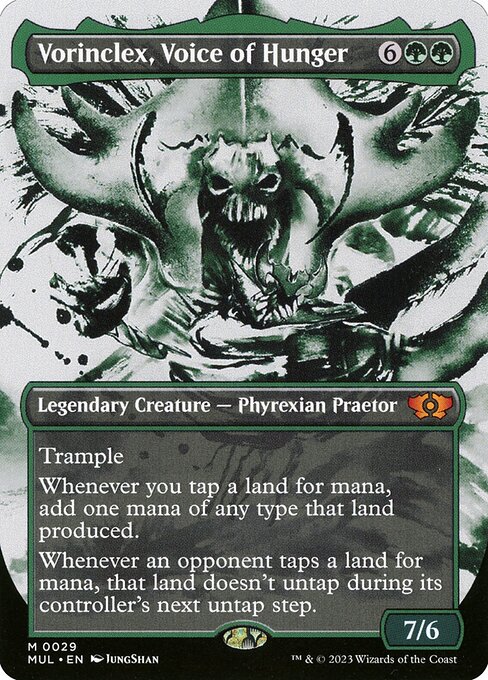 Vorinclex, Voice of Hunger 6
Legendary Creature — Phyrexian Praetor
Trample
Whenever you tap a land for mana,
add one mana of any type that land
produced.
Whenever an opponent taps a land for
mana, that land doesn't untap during its
controller's next untap step.
7/6
M 0029
MUL • EN JungShan
™ & © 2023 Wizards of the Coast